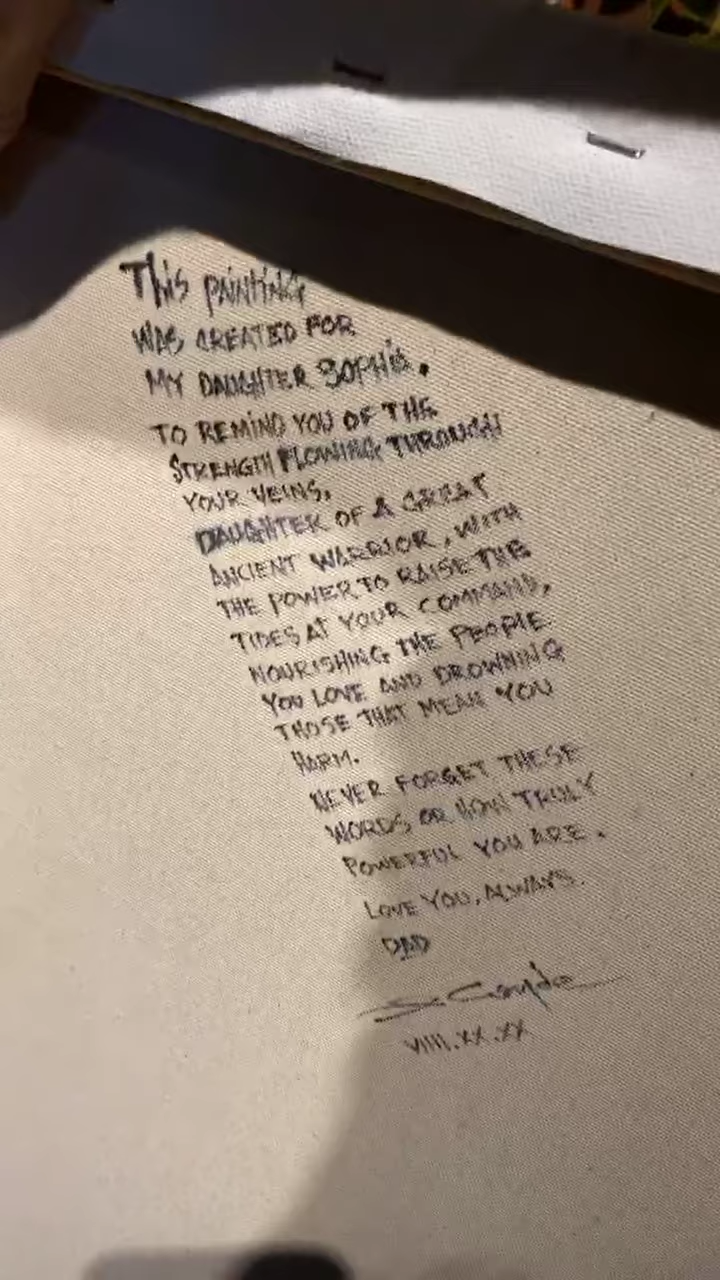 This PAINTING
WAS CREATED FOR
MY DAUGHTER SOPHIA.
TO REMIND YOU OF THE
STRENGTH FLOWING THROUGH
YOUR VEINS.
DAUGHTER OF A GREAT
ANCIENT WARRIOR, WITH
THE POWER TO RAISE THE
TIDES AT YOUR COMMAND,
NOURISHING THE PEOPLE
YOU LOVE AND DROWNING
THOSE THAT MEAN YOU
HARM.
NEVER FORGET THESE
WORDS OR HOW TRULY
POWERFUL YOU ARE.
LOVE YOU, ALWAYS.
DAD
VIIII.XX.XX